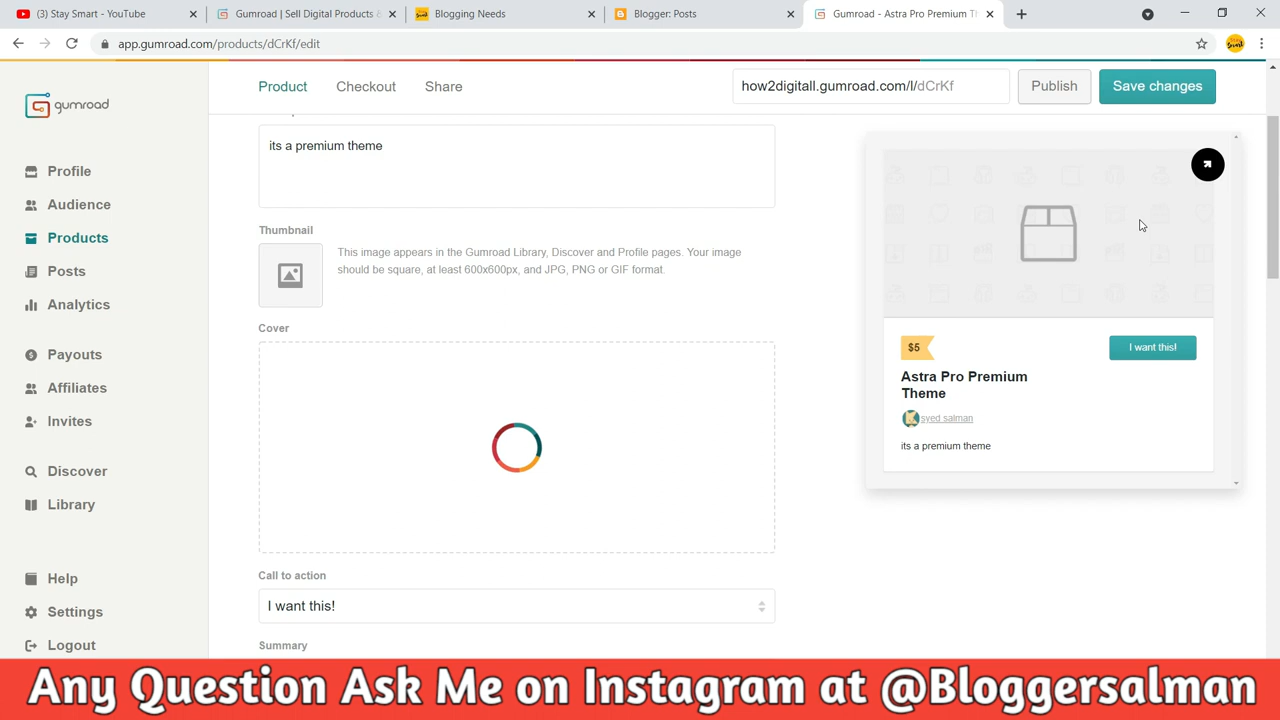 (3) Stay Smart - YouTube
Gumroad | Sell Digital Products &
Blogging Needs
Blogger: Posts
Gumroad - Astra Pro Premium Th
app.gumroad.com/products/dCrKf/edit
gumroad
Product
Checkout
Share
how2digitall.gumroad.com/l/dCrKf
Publish
Save changes
Profile
Audience
Products
Posts
Analytics
Payouts
Affiliates
Invites
Discover
Library
Help
Settings
Logout
its a premium theme
Thumbnail
This image appears in the Gumroad Library, Discover and Profile pages. Your image
should be square, at least 600x600px, and JPG, PNG or GIF format.
Cover
Call to action
I want this!
Summary
$5
I want this!
Astra Pro Premium
Theme
syed salman
its a premium theme
Any Question Ask Me on Instagram at @Bloggersalman